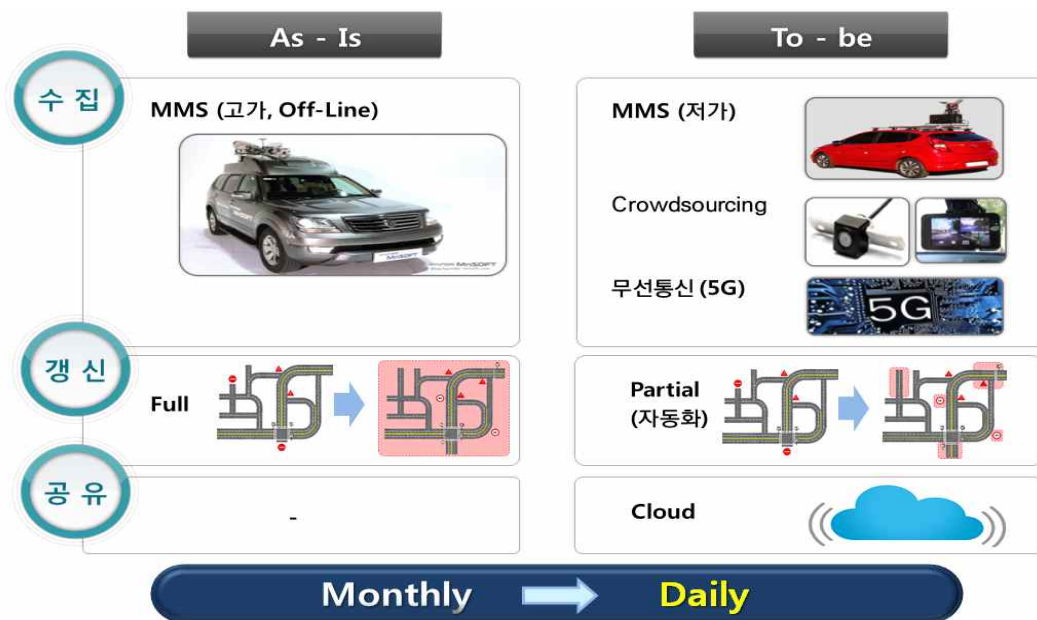 As - Is
To - be
수 집
MMS (고가, Off-Line)
MnSOFT
MMS (저가)
Crowdsourcing
무선통신 (5G)
5G
갱 신
Full
Partial
(자동화)
공 유
-
Cloud
Monthly
Daily